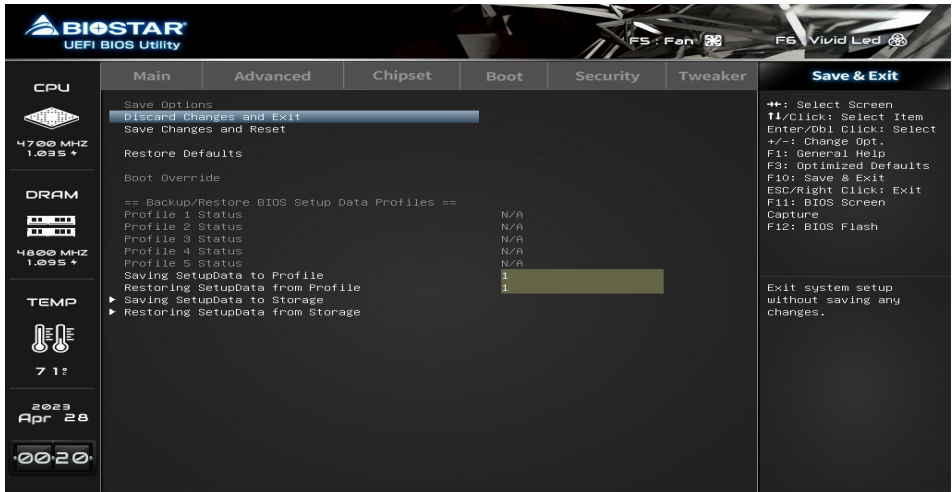 BIOSTAR®
UEFI BIOS Utility
F5 : Fan
F6 Vivid Led
Main Advanced Chipset Boot Security Tweaker Save & Exit
CPU
4700 MHZ
1.035
DRAM
4800 MHZ
1.095
TEMP
71
2023
Apr 28
00:20
Save Options
Discard Changes and Exit
Save Changes and Reset
Restore Defaults
Boot Override
== Backup/Restore BIOS Setup Data Profiles ==
Profile 1 Status N/A
Profile 2 Status N/A
Profile 3 Status N/A
Profile 4 Status N/A
Profile 5 Status N/A
Saving SetupData to Profile 1
Restoring SetupData from Profile 1
► Saving SetupData to Storage
► Restoring SetupData from Storage
→←: Select Screen
↑↓/Click: Select Item
Enter/Dbl Click: Select
+/-: Change Opt.
F1: General Help
F3: Optimized Defaults
F10: Save & Exit
ESC/Right Click: Exit
F11: BIOS Screen
Capture
F12: BIOS Flash
Exit system setup
without saving any
changes.